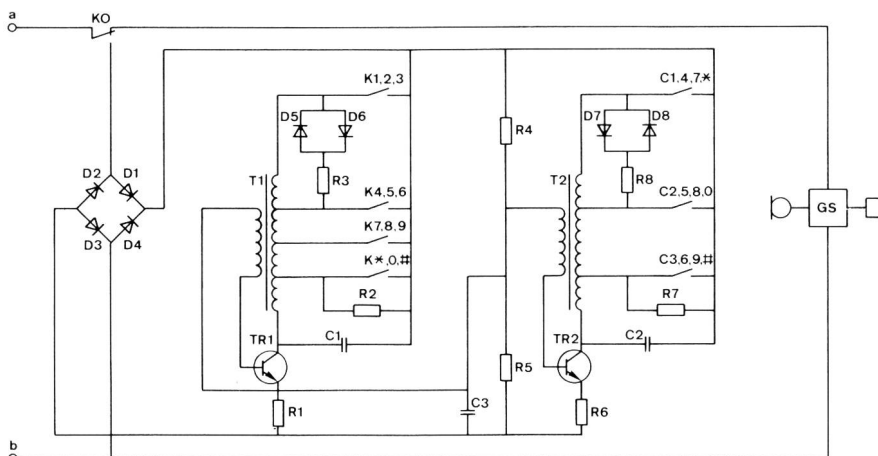 a
KO
K1,2,3
C1,4,7,*
D5
D6
D7
D8
R4
D2
D1
T1
R3
K4,5,6
T2
R8
C2,5,8,0
GS
D3
D4
K7,8,9
K*,0,#
C3,6,9,#
R2
R7
TR1
C1
TR2
C2
R5
R1
C3
R6
b